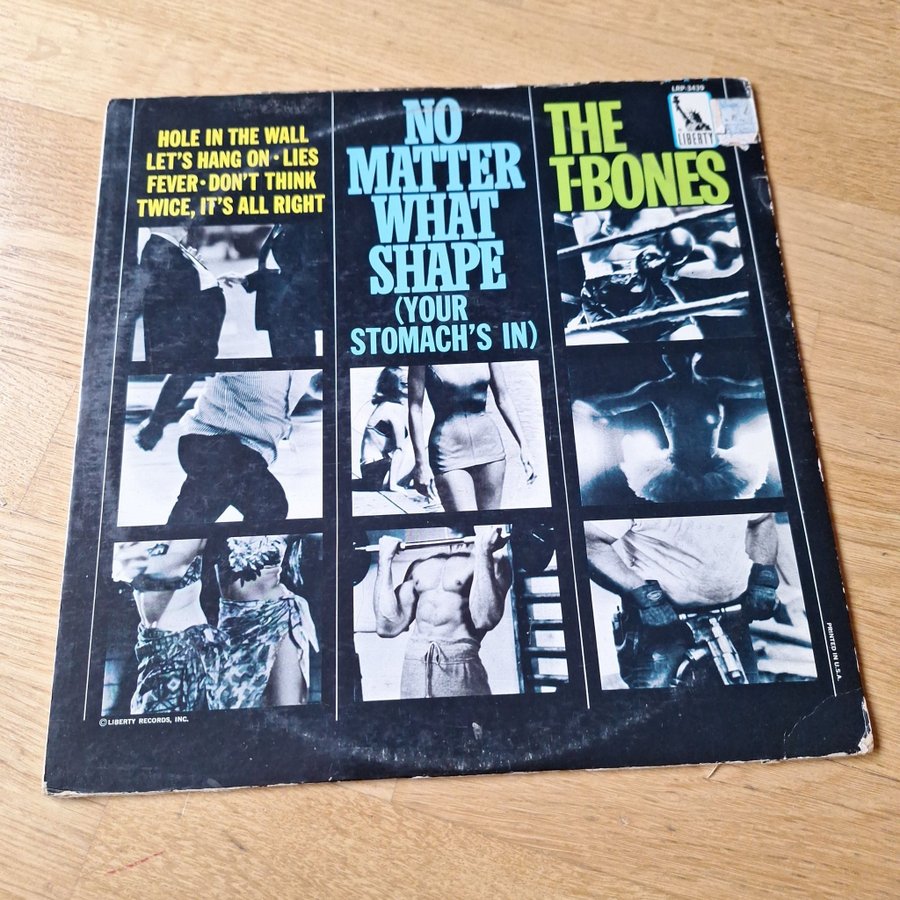 HOLE IN THE WALL
LET'S HANG ON · LIES
FEVER · DON'T THINK
TWICE, IT'S ALL RIGHT
NO
MATTER
WHAT
SHAPE
(YOUR
STOMACH'S IN)
THE
T-BONES
LRP-3439
LIBERTY
PRINTED IN U.S.A.
© LIBERTY RECORDS, INC.